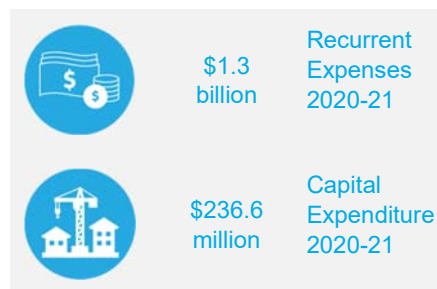 $1.3
billion
Recurrent
Expenses
2020-21
$236.6
million
Capital
Expenditure
2020-21